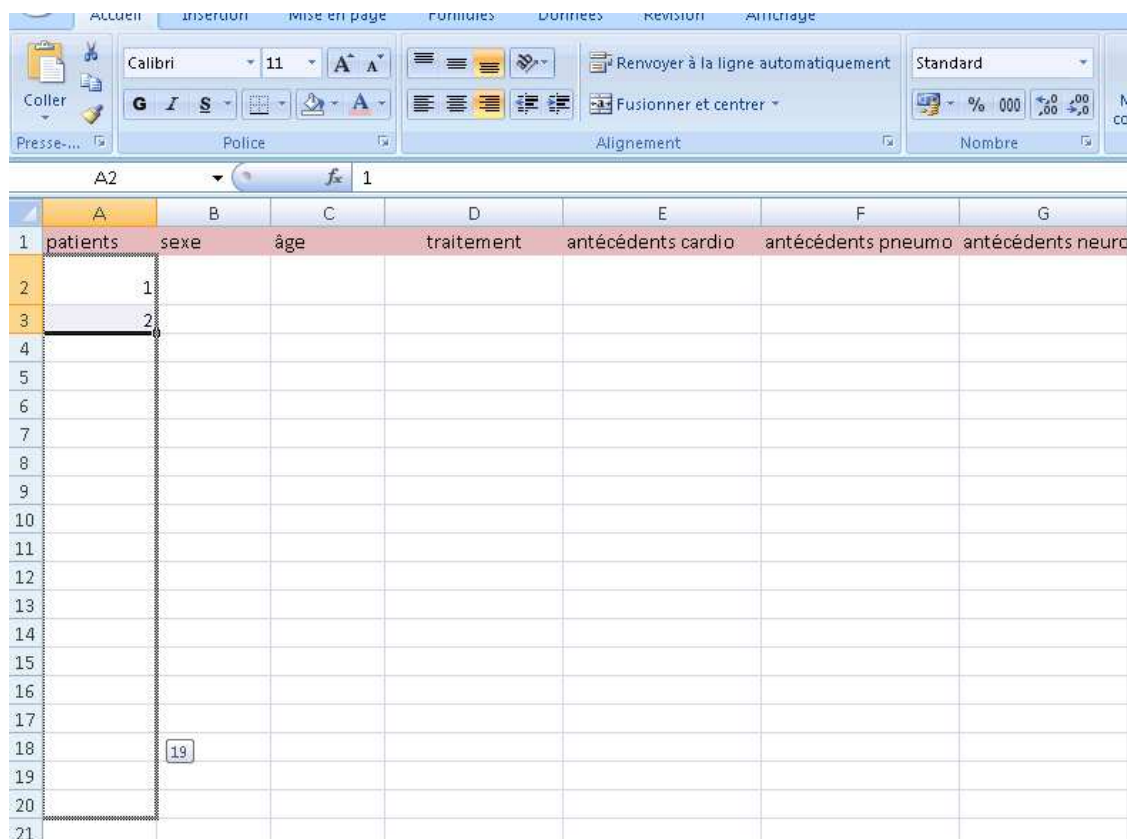 Accueil Insertion Mise en page Formules Données Révision Affichage
Calibri 11 A A Renvoyer à la ligne automatiquement Standard
Coller G I S A Fusionner et centrer % 000 ,00 ,00 ,0
Presse-... Police Alignement Nombre
A2 fx 1
A B C D E F G
1 patients sexe âge traitement antécédents cardio antécédents pneumo antécédents neuro
2 1
3 2
4
5
6
7
8
9
10
11
12
13
14
15
16
17
18 19
19
20
21